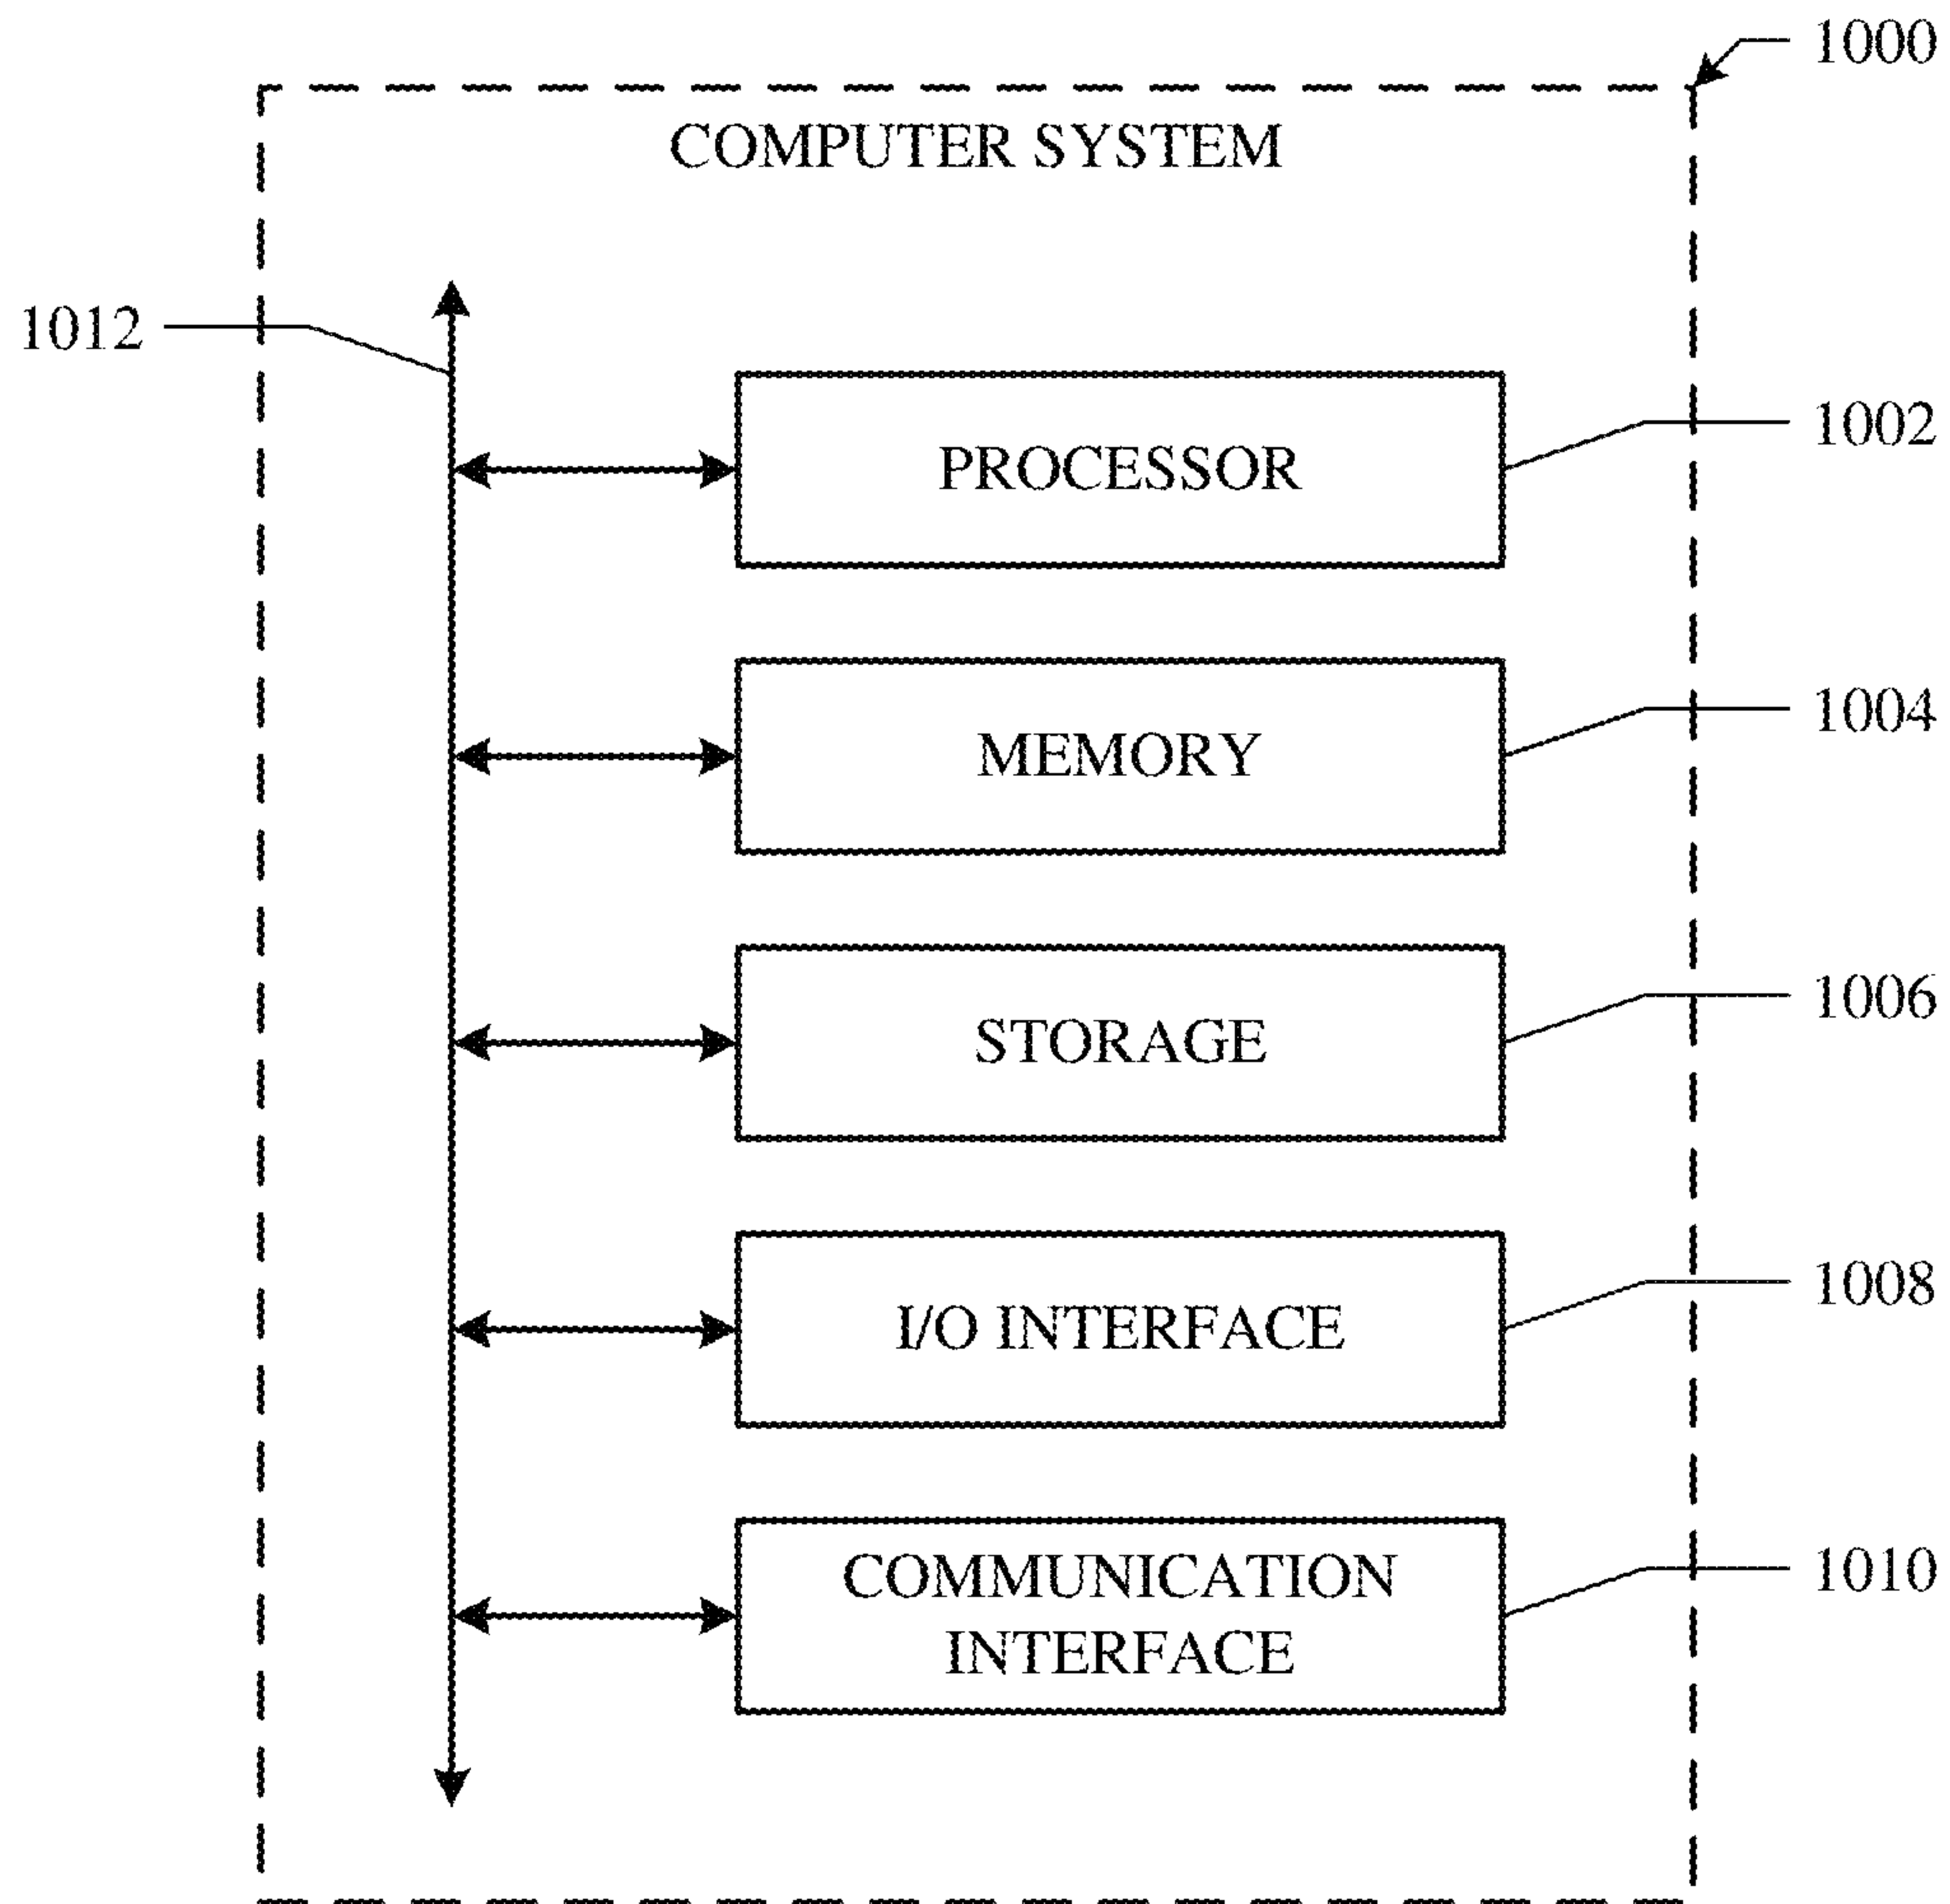 1000
COMPUTER SYSTEM
1012
PROCESSOR
1002
MEMORY
1004
STORAGE
1006
I/O INTERFACE
1008
COMMUNICATION
INTERFACE
1010